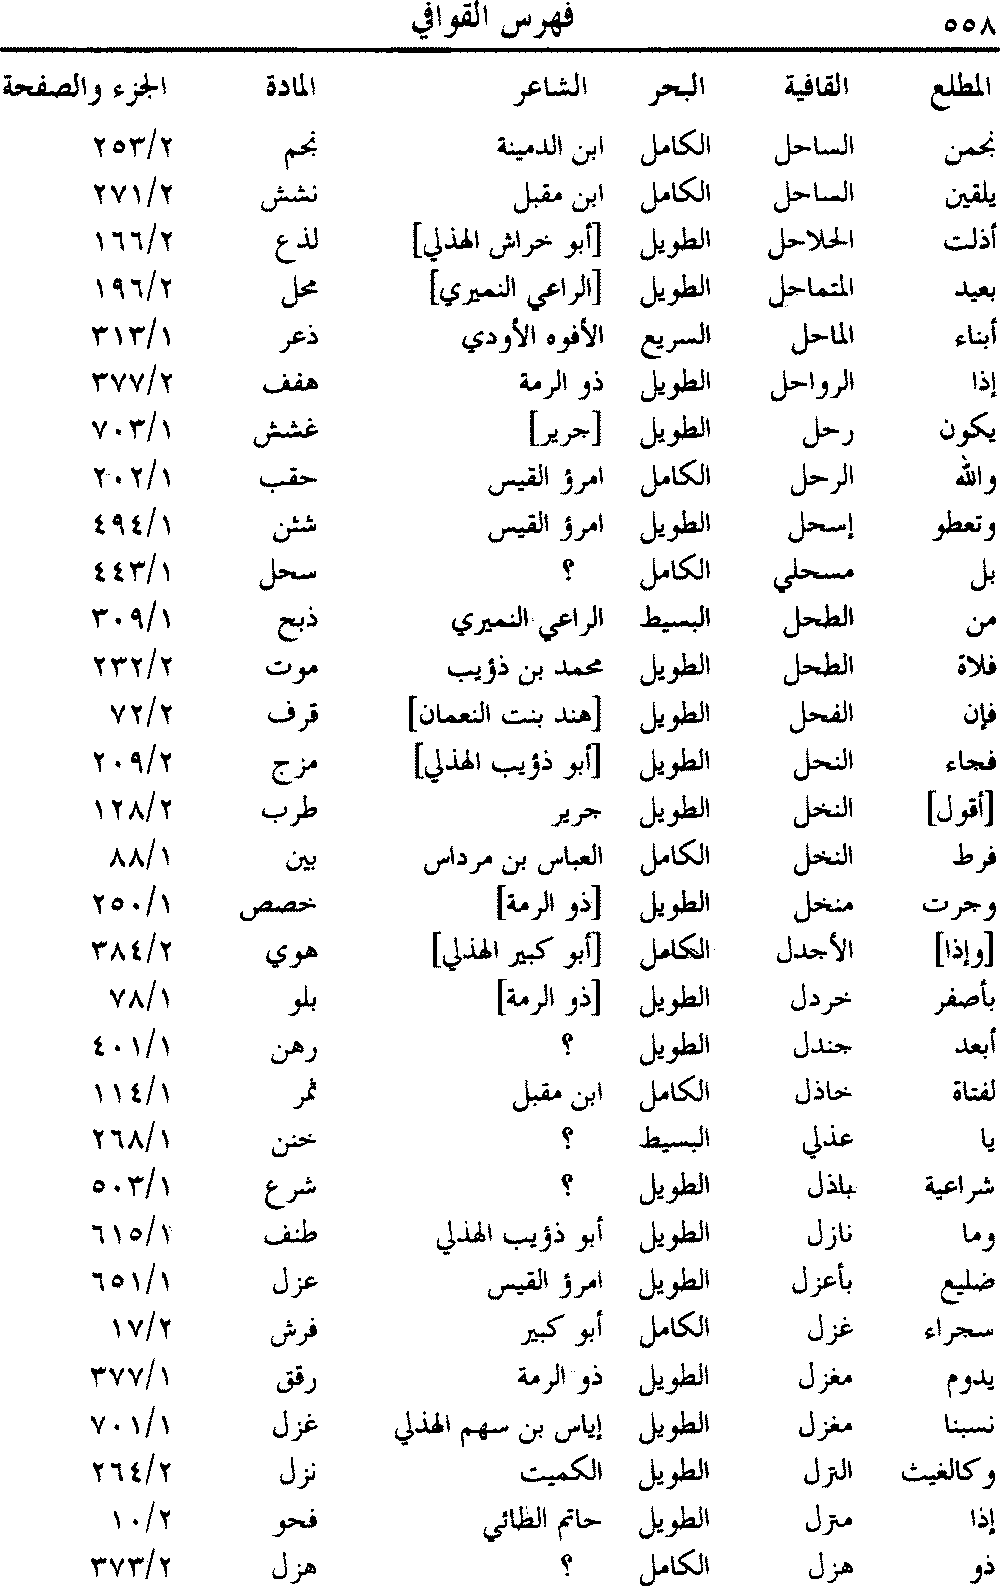 ٥٥٨ فهرس القوافي
المطلع القافية البحر الشاعر المادة الجزء والصفحة
نجمن الساحل الكامل ابن الدمينة نجم ٢٥٣/٢
يلقين الساحل الكامل ابن مقبل نشش ٢٧١/٢
أذلت الحلاحل الطويل [أبو خراش الهذلي] لذع ١٦٦/٢
بعيد المتماحل الطويل [الراعي النميري] محل ١٩٦/٢
أبناء الماحل السريع الأفوه الأودي ذعر ٣١٣/١
إذا الرواحل الطويل ذو الرمة هفف ٣٧٧/٢
يكون رحل الطويل [جرير] غشش ٧٠٣/١
والله الرحل الكامل امرؤ القيس حقب ٢٠٢/١
وتعطو إسحل الطويل امرؤ القيس شثن ٤٩٤/١
بل مسحلي الكامل ؟ سحل ٤٤٣/١
من الطحل البسيط الراعي النميري ذبح ٣٠٩/١
فلاة الطحل الطويل محمد بن ذؤيب موت ٢٣٢/٢
فإن الفحل الطويل [هند بنت النعمان] قرف ٧٢/٢
فجاء النحل الطويل [أبو ذؤيب الهذلي] مزج ٢٠٩/٢
[أقول] النخل الطويل جرير طرب ١٢٨/٢
فرط النخل الكامل العباس بن مرداس بين ٨٨/١
وجرت منخل الطويل [ذو الرمة] خصص ٢٥٠/١
[وإذا] الأجدل الكامل [أبو كبير الهذلي] هوي ٣٨٤/٢
بأصفر خردل الطويل [ذو الرمة] بلو ٧٨/١
أبعد جندل الطويل ؟ رهن ٤٠١/١
لفتاة خاذل الكامل ابن مقبل ثمر ١١٤/١
يا عذلي البسيط ؟ خنن ٢٦٨/١
شراعية باذل الطويل ؟ شرع ٥٠٣/١
وما نازل الطويل أبو ذؤيب الهذلي طنف ٦١٥/١
ضليع بأعزل الطويل امرؤ القيس عزل ٦٥١/١
سجراء غزل الكامل أبو كبير فرش ١٧/٢
يدوم مغزل الطويل ذو الرمة رقق ٣٧٧/١
نسبنا مغزل الطويل إياس بن سهم الهذلي غزل ٧٠١/١
وكالغيث النزل الطويل الكميت نزل ٢٦٤/٢
إذا منزل الطويل حاتم الطائي فحو ١٠/٢
ذو هزل الكامل ؟ هزل ٣٧٣/٢